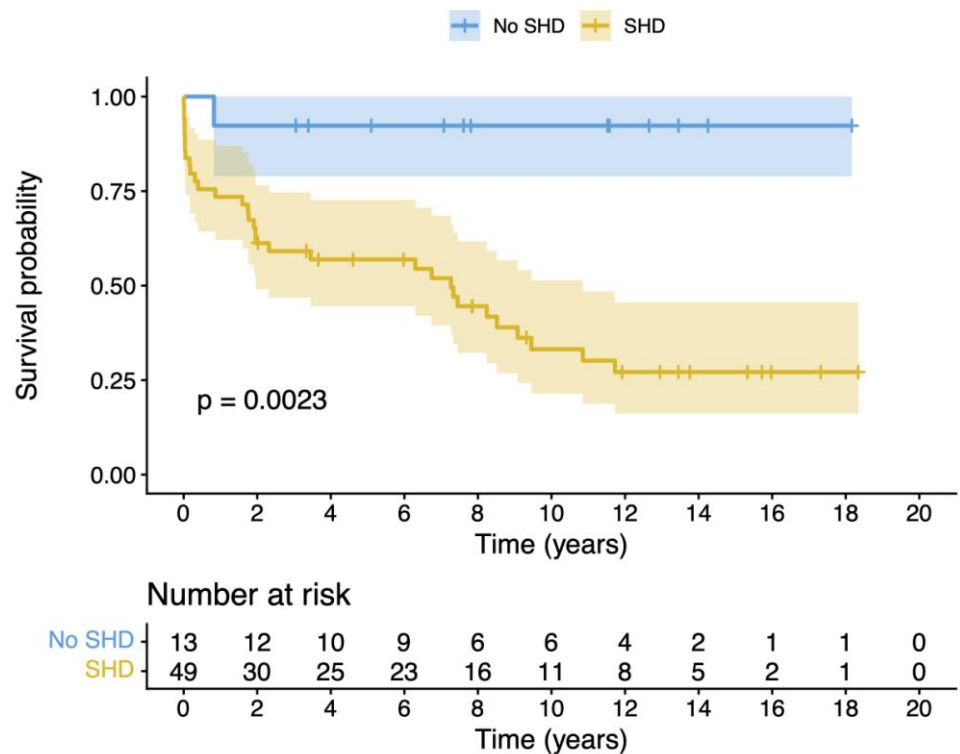 No SHD SHD
Survival probability
1.00
0.75
0.50
0.25
0.00
p = 0.0023
0 2 4 6 8 10 12 14 16 18 20
Time (years)
Number at risk
No SHD 13 12 10 9 6 6 4 2 1 1 0
SHD 49 30 25 23 16 11 8 5 2 1 0
0 2 4 6 8 10 12 14 16 18 20
Time (years)